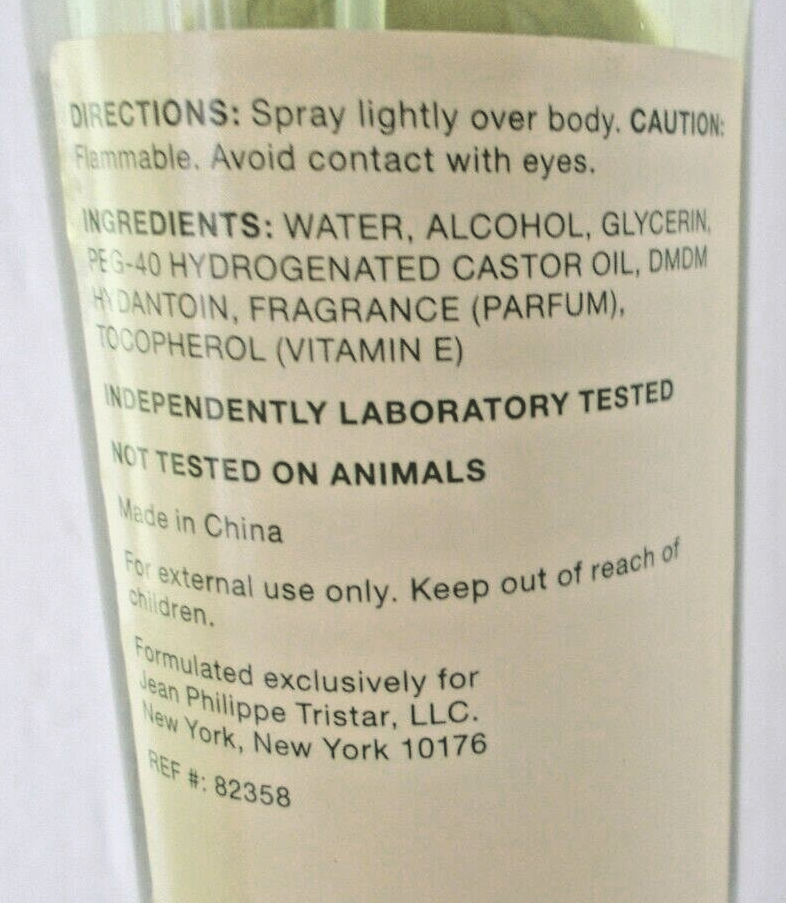 DIRECTIONS: Spray lightly over body. CAUTION:
Flammable. Avoid contact with eyes.
INGREDIENTS: WATER, ALCOHOL, GLYCERIN,
PEG-40 HYDROGENATED CASTOR OIL, DMDM
HYDANTOIN, FRAGRANCE (PARFUM),
TOCOPHEROL (VITAMIN E)
INDEPENDENTLY LABORATORY TESTED
NOT TESTED ON ANIMALS
Made in China
For external use only. Keep out of reach of
children.
Formulated exclusively for
Jean Philippe Tristar, LLC.
New York, New York 10176
REF #: 82358